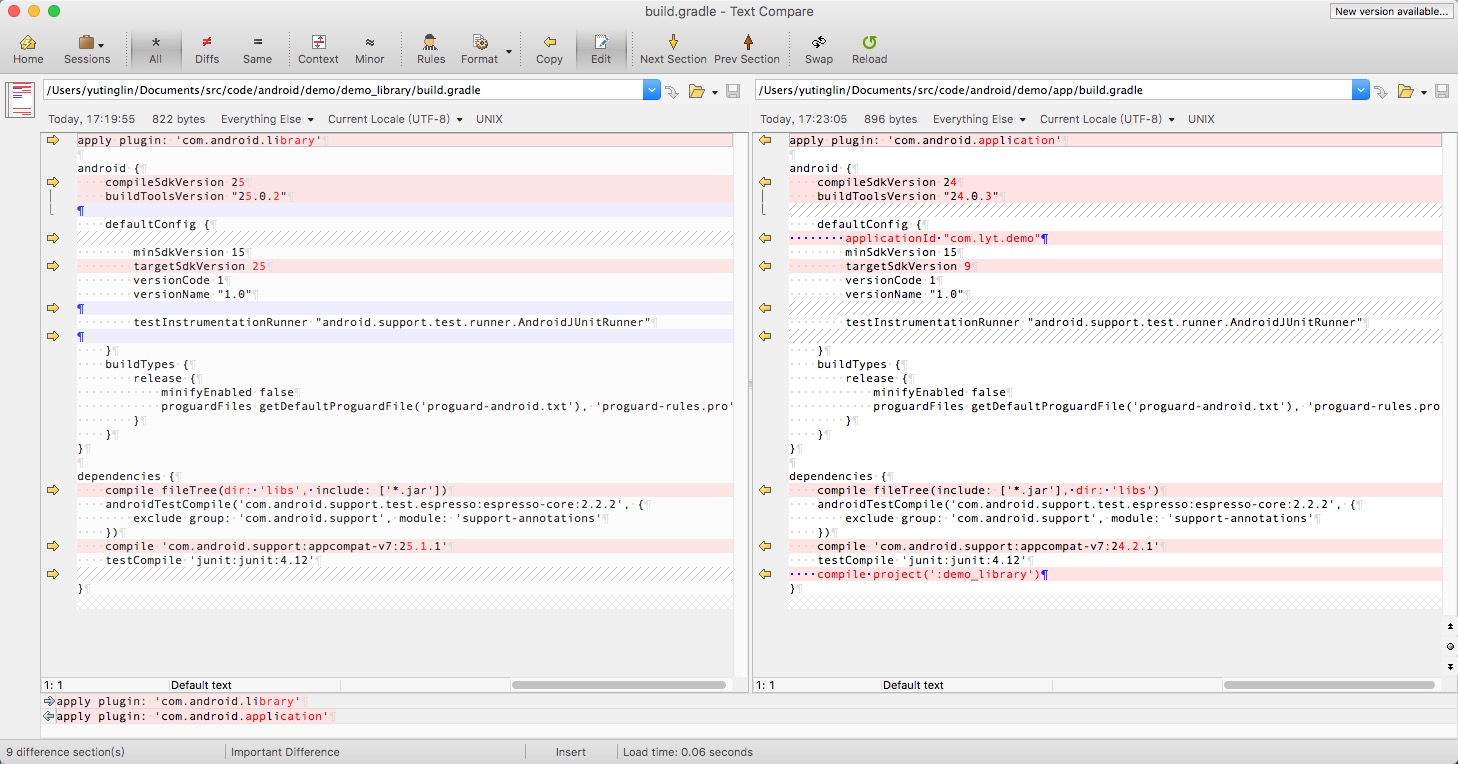 build.gradle - Text Compare
New version available...
Home
Sessions
All
Diffs
Same
Context
Minor
Rules
Format
Copy
Edit
Next Section
Prev Section
Swap
Reload
/Users/yutinglin/Documents/src/code/android/demo/demo_library/build.gradle
Today, 17:19:55 822 bytes Everything Else Current Locale (UTF-8) UNIX
apply plugin: 'com.android.library'
android {
compileSdkVersion 25
buildToolsVersion "25.0.2"
defaultConfig {
minSdkVersion 15
targetSdkVersion 25
versionCode 1
versionName "1.0"
testInstrumentationRunner "android.support.test.runner.AndroidJUnitRunner"
}
buildTypes {
release {
minifyEnabled false
proguardFiles getDefaultProguardFile('proguard-android.txt'), 'proguard-rules.pro'
}
}
}
dependencies {
compile fileTree(dir: 'libs', include: ['*.jar'])
androidTestCompile('com.android.support.test.espresso:espresso-core:2.2.2', {
exclude group: 'com.android.support', module: 'support-annotations'
})
compile 'com.android.support:appcompat-v7:25.1.1'
testCompile 'junit:junit:4.12'
}
1: 1 Default text
/Users/yutinglin/Documents/src/code/android/demo/app/build.gradle
Today, 17:23:05 896 bytes Everything Else Current Locale (UTF-8) UNIX
apply plugin: 'com.android.application'
android {
compileSdkVersion 24
buildToolsVersion "24.0.3"
defaultConfig {
applicationId "com.lyt.demo"
minSdkVersion 15
targetSdkVersion 9
versionCode 1
versionName "1.0"
testInstrumentationRunner "android.support.test.runner.AndroidJUnitRunner"
}
buildTypes {
release {
minifyEnabled false
proguardFiles getDefaultProguardFile('proguard-android.txt'), 'proguard-rules.pro
}
}
}
dependencies {
compile fileTree(include: ['*.jar'], dir: 'libs')
androidTestCompile('com.android.support.test.espresso:espresso-core:2.2.2', {
exclude group: 'com.android.support', module: 'support-annotations'
})
compile 'com.android.support:appcompat-v7:24.2.1'
testCompile 'junit:junit:4.12'
compile project(':demo_library')
}
1: 1 Default text
apply plugin: 'com.android.library'
apply plugin: 'com.android.application'
9 difference section(s) Important Difference Insert Load time: 0.06 seconds